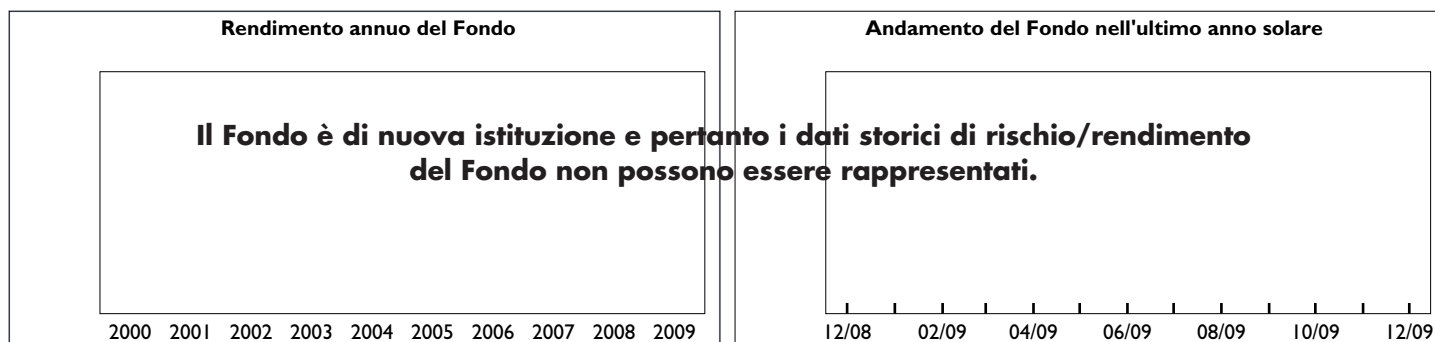 Rendimento annuo del Fondo
Andamento del Fondo nell'ultimo anno solare
Il Fondo è di nuova istituzione e pertanto i dati storici di rischio/rendimento
del Fondo non possono essere rappresentati.
2000 2001 2002 2003 2004 2005 2006 2007 2008 2009
12/08 02/09 04/09 06/09 08/09 10/09 12/09